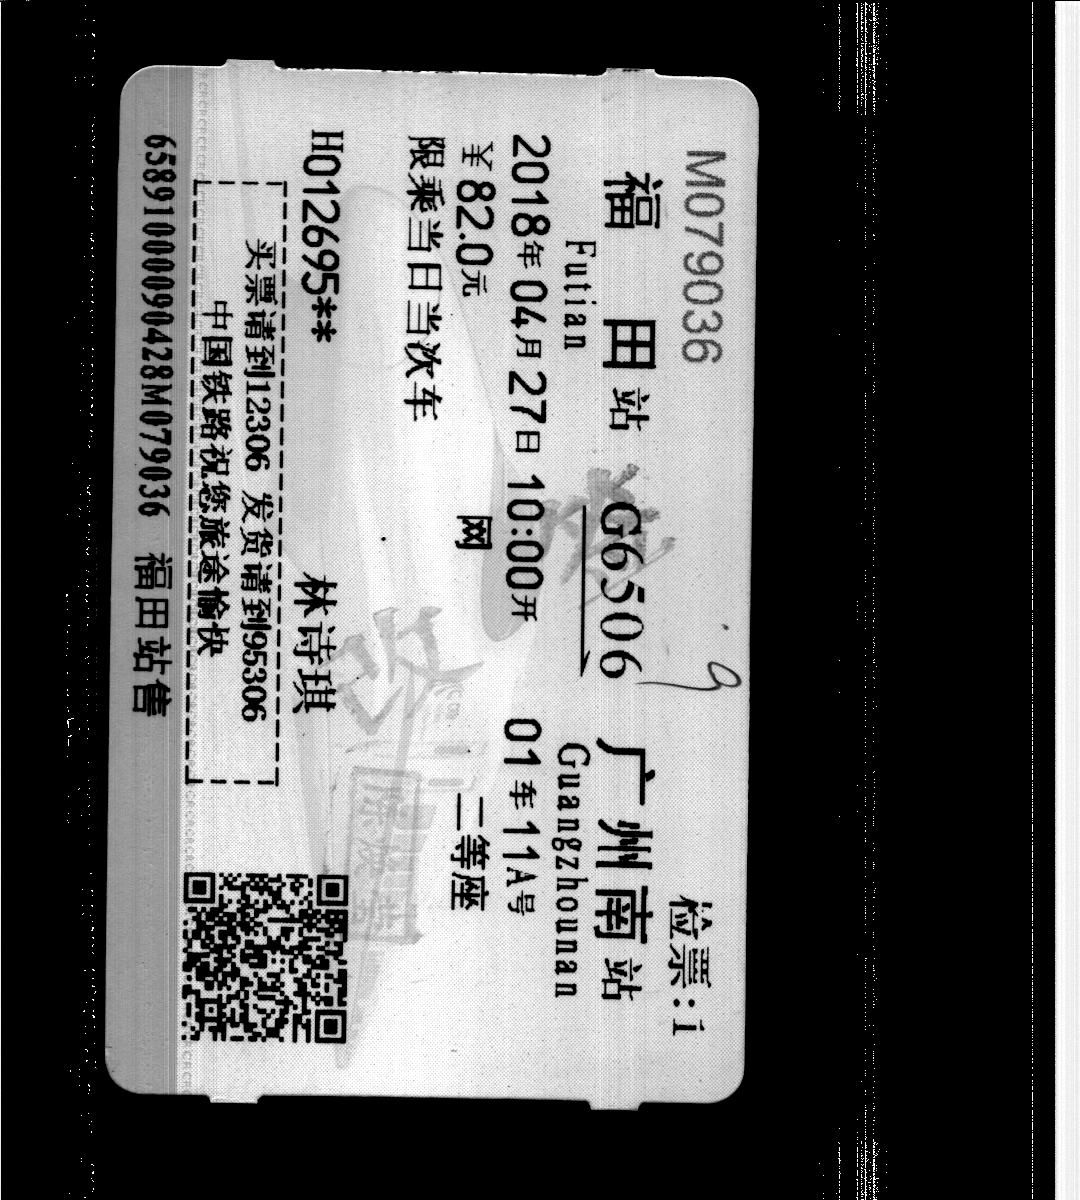 M079036 检票:1
福田站 G6506 广州南站
Futian Guangzhounan
2018年04月27日 10:00开 01车11A号
￥82.0元 网 二等座
限乘当日当次车
H012695** 林诗琪
买票请到12306 发货请到95306
中国铁路祝您旅途愉快
65891000090428M079036 福田站售